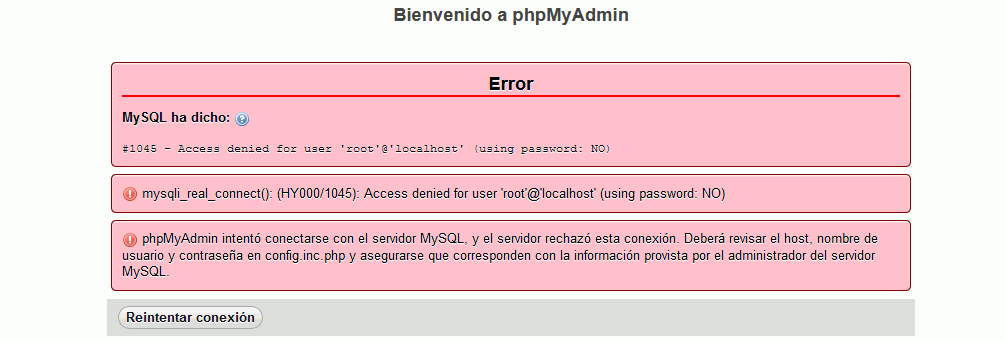 Bienvenido a phpMyAdmin
Error
MySQL ha dicho:
#1045 - Access denied for user 'root'@'localhost' (using password: NO)
mysqli_real_connect(): (HY000/1045): Access denied for user 'root'@'localhost' (using password: NO)
phpMyAdmin intentó conectarse con el servidor MySQL, y el servidor rechazó esta conexión. Deberá revisar el host, nombre de
usuario y contraseña en config.inc.php y asegurarse que corresponden con la información provista por el administrador del servidor
MySQL.
Reintentar conexión